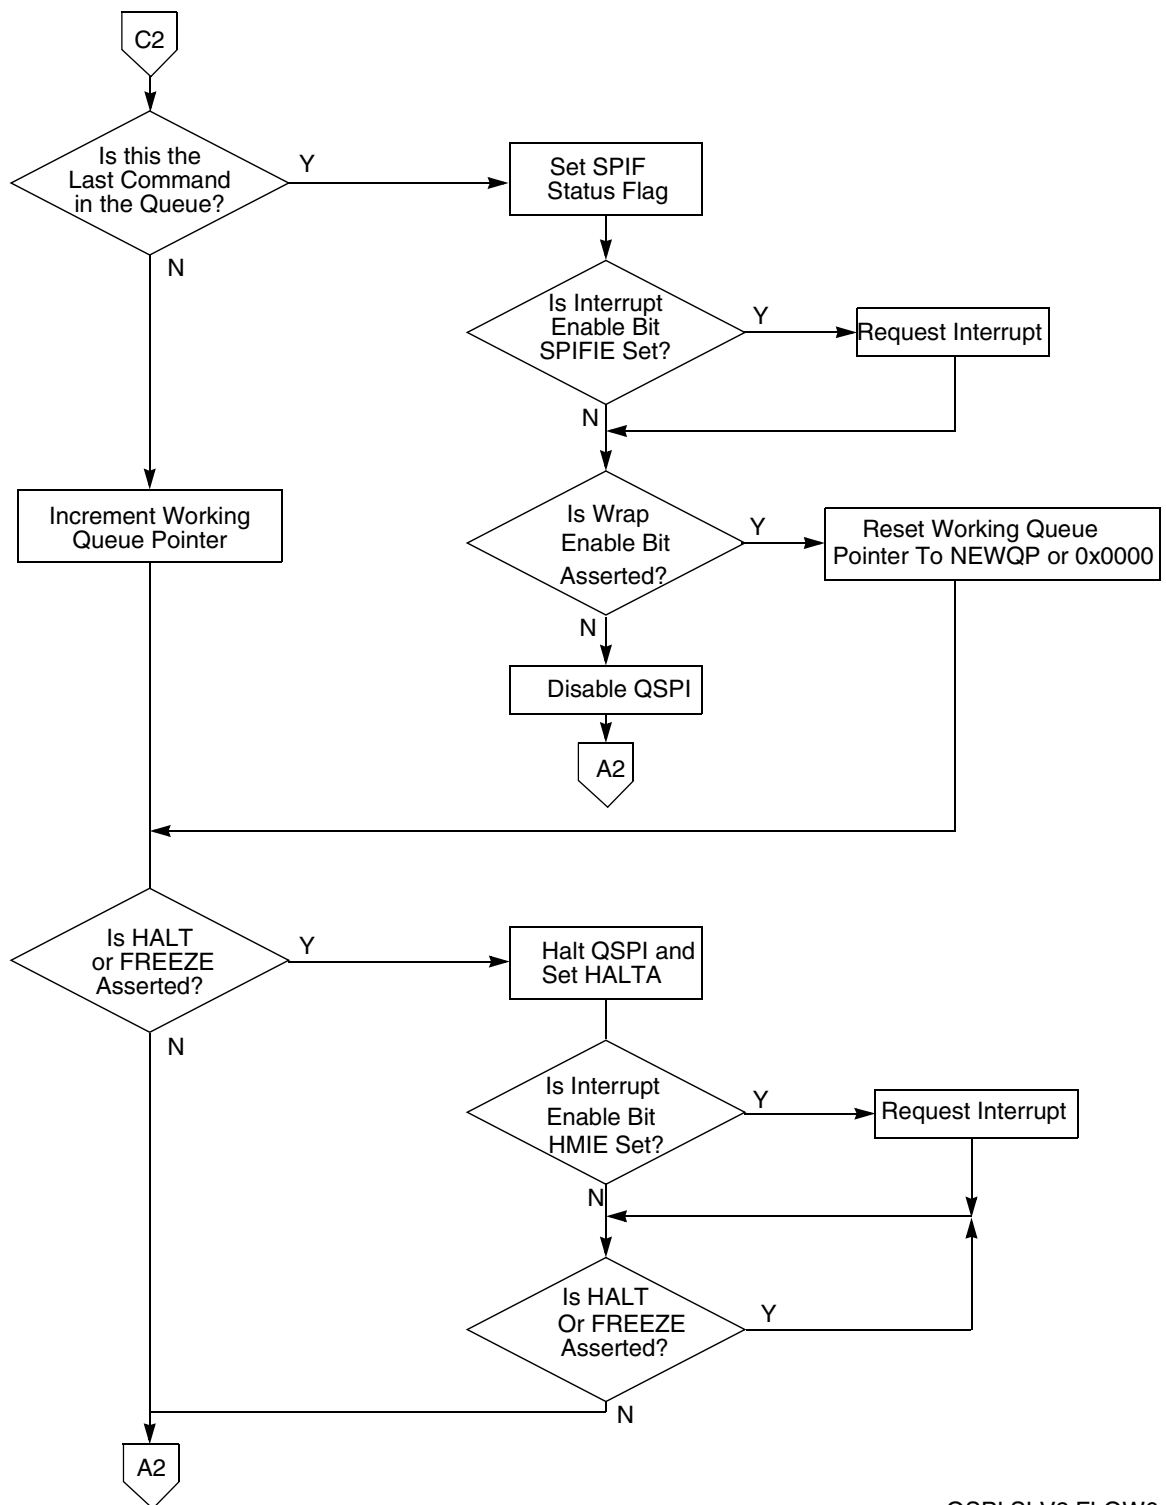 C2
Is this the
Last Command
in the Queue?
Y
N
Set SPIF
Status Flag
Is Interrupt
Enable Bit
SPIFIE Set?
Y
Request Interrupt
N
Increment Working
Queue Pointer
Is Wrap
Enable Bit
Asserted?
Y
Reset Working Queue
Pointer To NEWQP or 0x0000
N
Disable QSPI
A2
Is HALT
or FREEZE
Asserted?
Y
N
Halt QSPI and
Set HALTA
Is Interrupt
Enable Bit
HMIE Set?
Y
Request Interrupt
N
Is HALT
Or FREEZE
Asserted?
Y
N
A2